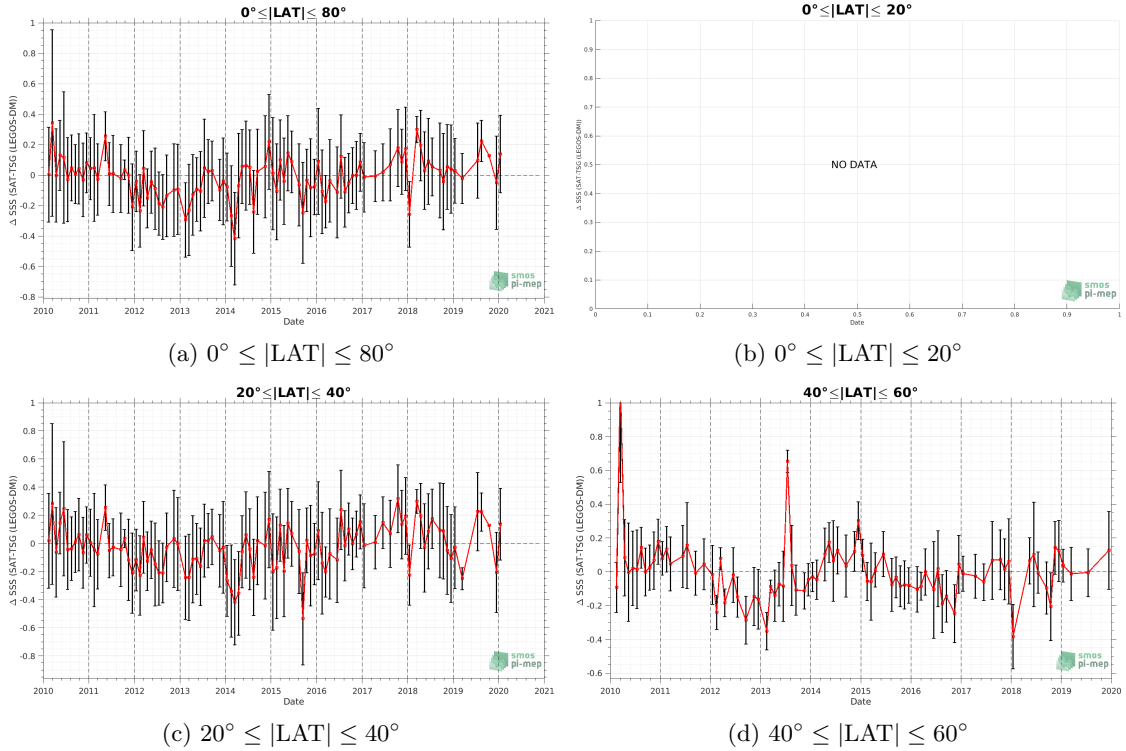 0°≤|LAT|≤ 80°
Δ SSS (SAT-TSG (LEGOS-DMI))
1
0.8
0.6
0.4
0.2
0
-0.2
-0.4
-0.6
-0.8
2010 2011 2012 2013 2014 2015 2016 2017 2018 2019 2020 2021
Date
smos
pi-mep
(a) 0° ≤ |LAT| ≤ 80°
0°≤|LAT|≤ 20°
Δ SSS (SAT-TSG (LEGOS-DMI))
1
0.9
0.8
0.7
0.6
0.5
0.4
0.3
0.2
0.1
0
NO DATA
0 0.1 0.2 0.3 0.4 0.5 0.6 0.7 0.8 0.9 1
Date
smos
pi-mep
(b) 0° ≤ |LAT| ≤ 20°
20°≤|LAT|≤ 40°
Δ SSS (SAT-TSG (LEGOS-DMI))
1
0.8
0.6
0.4
0.2
0
-0.2
-0.4
-0.6
-0.8
2010 2011 2012 2013 2014 2015 2016 2017 2018 2019 2020 2021
Date
smos
pi-mep
(c) 20° ≤ |LAT| ≤ 40°
40°≤|LAT|≤ 60°
Δ SSS (SAT-TSG (LEGOS-DMI))
1
0.8
0.6
0.4
0.2
0
-0.2
-0.4
-0.6
2010 2011 2012 2013 2014 2015 2016 2017 2018 2019 2020
Date
smos
pi-mep
(d) 40° ≤ |LAT| ≤ 60°